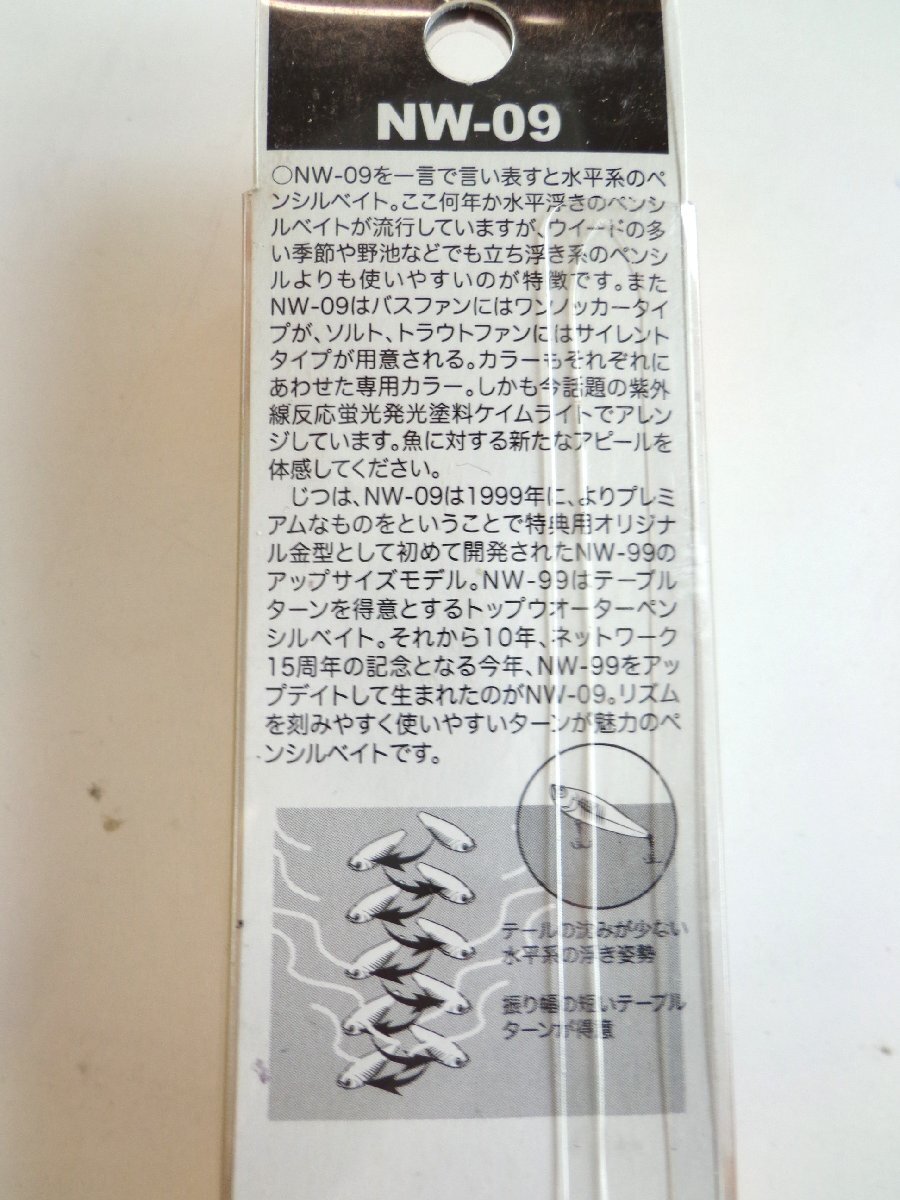 NW-09
○NW-09を一言で言い表すと水平系のペ
ンシルベイト。ここ何年か水平浮きのペンシ
ルベイトが流行していますが、ウイードの多
い季節や野池などでも立ち浮き系のペンシ
ルよりも使いやすいのが特徴です。また
NW-09はバスファンにはワンノッカータイ
プが、ソルト、トラウトファンにはサイレント
タイプが用意される。カラーもそれぞれに
あわせた専用カラー。しかも今話題の紫外
線反応蛍光発光塗料ケイムライトでアレン
ジしています。魚に対する新たなアピールを
体感してください。
じつは、NW-09は1999年に、よりプレミ
アムなものをということで特典用オリジナ
ル金型として初めて開発されたNW-99の
アップサイズモデル。NW-99はテーブル
ターンを得意とするトップウオーターペン
シルベイト。それから10年、ネットワーク
15周年の記念となる今年、NW-99をアッ
プデイトして生まれたのがNW-09。リズム
を刻みやすく使いやすいターンが魅力のペ
ンシルベイトです。
テールの沈みが少ない
水平系の浮き姿勢
振り幅の短いテーブル
ターンが得意